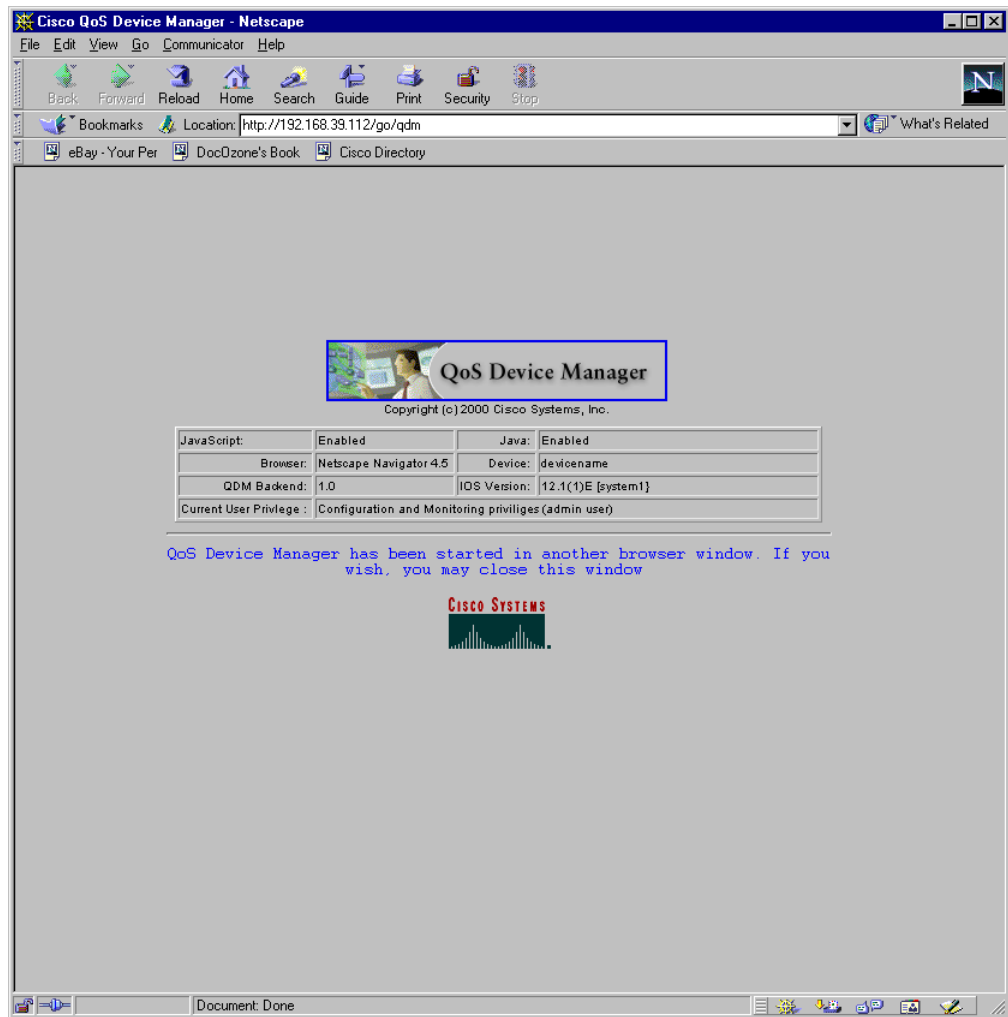 Cisco QoS Device Manager - Netscape
File Edit View Go Communicator Help
Back Forward Reload Home Search Guide Print Security Stop
N
Bookmarks Location: http://192.168.39.112/go/qdm What's Related
eBay - Your Per DocOzone's Book Cisco Directory
QoS Device Manager
Copyright (c) 2000 Cisco Systems, Inc.
JavaScript: Enabled Java: Enabled
Browser: Netscape Navigator 4.5 Device: devicename
QDM Backend: 1.0 IOS Version: 12.1(1)E [system1}
Current User Privlege : Configuration and Monitoring priviliges (admin user)
QoS Device Manager has been started in another browser window. If you
wish, you may close this window
CISCO SYSTEMS
Document: Done